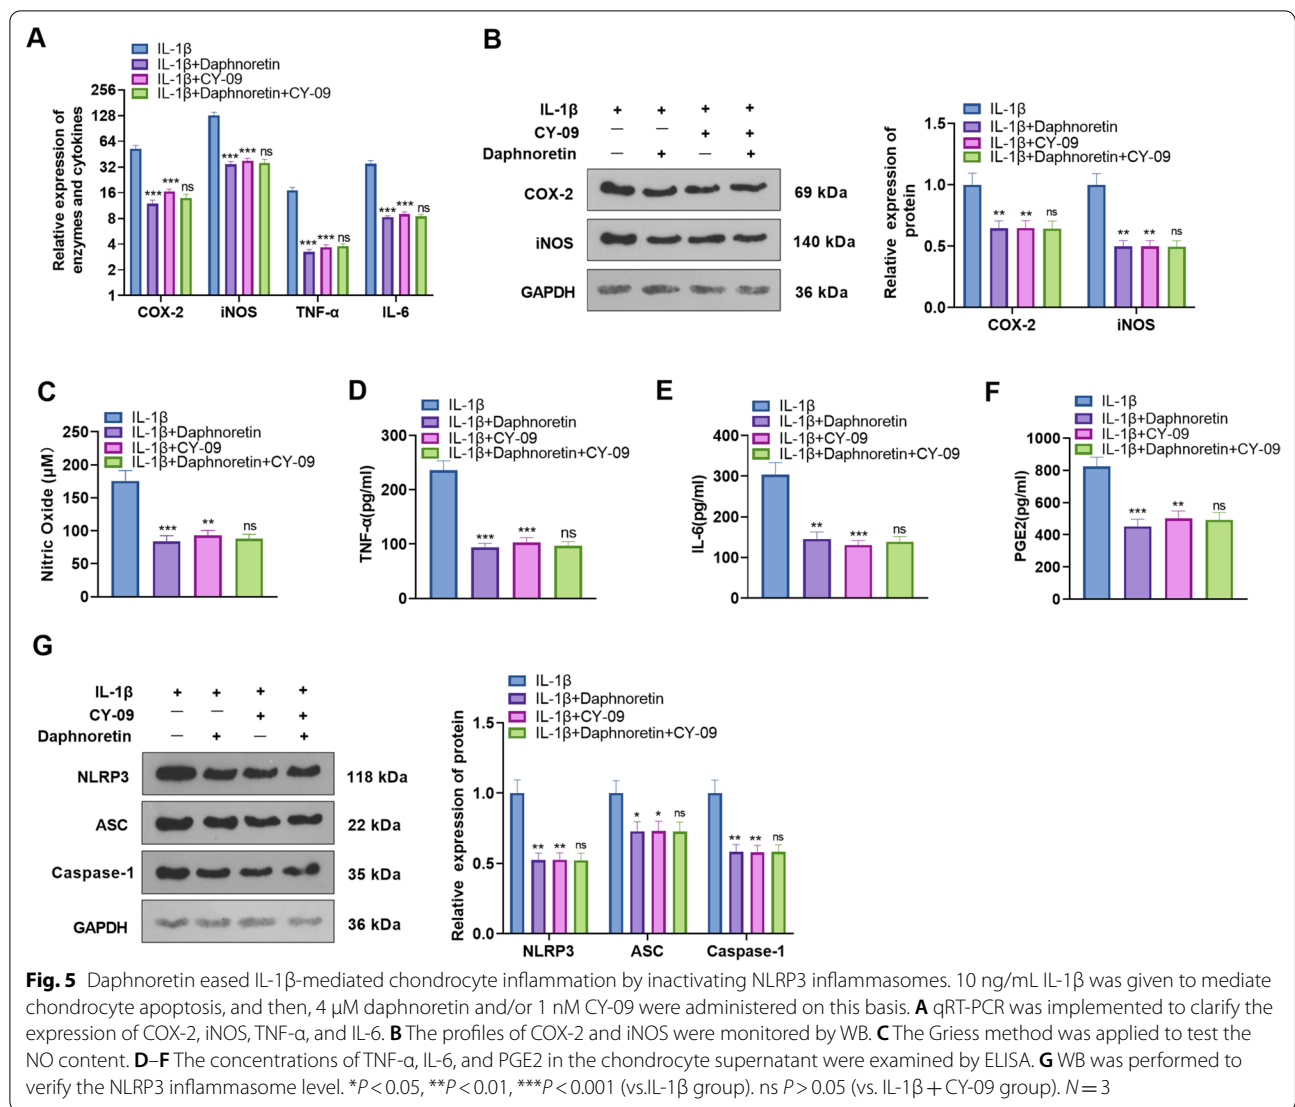 A
IL-1β
IL-1β+Daphnoretin
IL-1β+CY-09
IL-1β+Daphnoretin+CY-09
Relative expression of
enzymes and cytokines
256
128
64
32
16
8
4
2
1
*** *** ns
*** *** ns
*** *** ns
*** *** ns
COX-2 iNOS TNF-α IL-6
B
IL-1β + + + +
CY-09 — — + +
Daphnoretin — + — +
COX-2 69 kDa
iNOS 140 kDa
GAPDH 36 kDa
IL-1β
IL-1β+Daphnoretin
IL-1β+CY-09
IL-1β+Daphnoretin+CY-09
Relative expression of
protein
1.5
1.0
0.5
0.0
** ** ns
** ** ns
COX-2 iNOS
C
IL-1β
IL-1β+Daphnoretin
IL-1β+CY-09
IL-1β+Daphnoretin+CY-09
Nitric Oxide (μM)
250
200
150
100
50
0
*** ** ns
D
IL-1β
IL-1β+Daphnoretin
IL-1β+CY-09
IL-1β+Daphnoretin+CY-09
TNF-α(pg/ml)
300
200
100
0
*** *** ns
E
IL-1β
IL-1β+Daphnoretin
IL-1β+CY-09
IL-1β+Daphnoretin+CY-09
IL-6(pg/ml)
400
300
200
100
0
** *** ns
F
IL-1β
IL-1β+Daphnoretin
IL-1β+CY-09
IL-1β+Daphnoretin+CY-09
PGE2(pg/ml)
1000
800
600
400
200
0
*** ** ns
G
IL-1β + + + +
CY-09 — — + +
Daphnoretin — + — +
NLRP3 118 kDa
ASC 22 kDa
Caspase-1 35 kDa
GAPDH 36 kDa
IL-1β
IL-1β+Daphnoretin
IL-1β+CY-09
IL-1β+Daphnoretin+CY-09
Relative expression of protein
1.5
1.0
0.5
0.0
** ** ns
* * ns
** ** ns
NLRP3 ASC Caspase-1
Fig. 5 Daphnoretin eased IL-1β-mediated chondrocyte inflammation by inactivating NLRP3 inflammasomes. 10 ng/mL IL-1β was given to mediate
chondrocyte apoptosis, and then, 4 μM daphnoretin and/or 1 nM CY-09 were administered on this basis. A qRT-PCR was implemented to clarify the
expression of COX-2, iNOS, TNF-α, and IL-6. B The profiles of COX-2 and iNOS were monitored by WB. C The Griess method was applied to test the
NO content. D–F The concentrations of TNF-α, IL-6, and PGE2 in the chondrocyte supernatant were examined by ELISA. G WB was performed to
verify the NLRP3 inflammasome level. *P < 0.05, **P < 0.01, ***P < 0.001 (vs.IL-1β group). ns P > 0.05 (vs. IL-1β + CY-09 group). N = 3